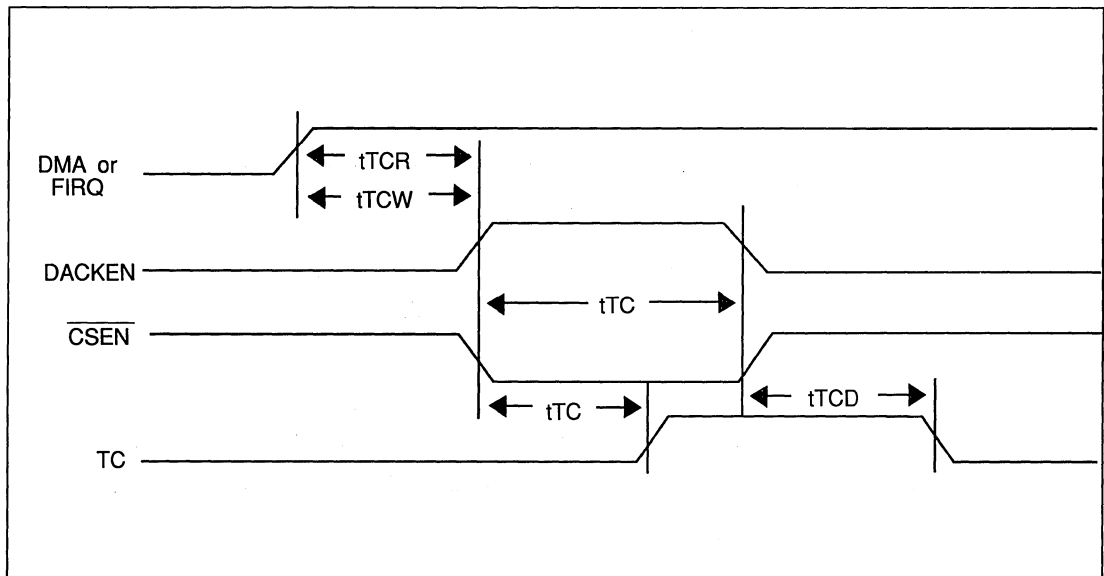 DMA or
FIRQ
tTCR
tTCW
DACKEN
tTC
CSEN
tTC
tTCD
TC